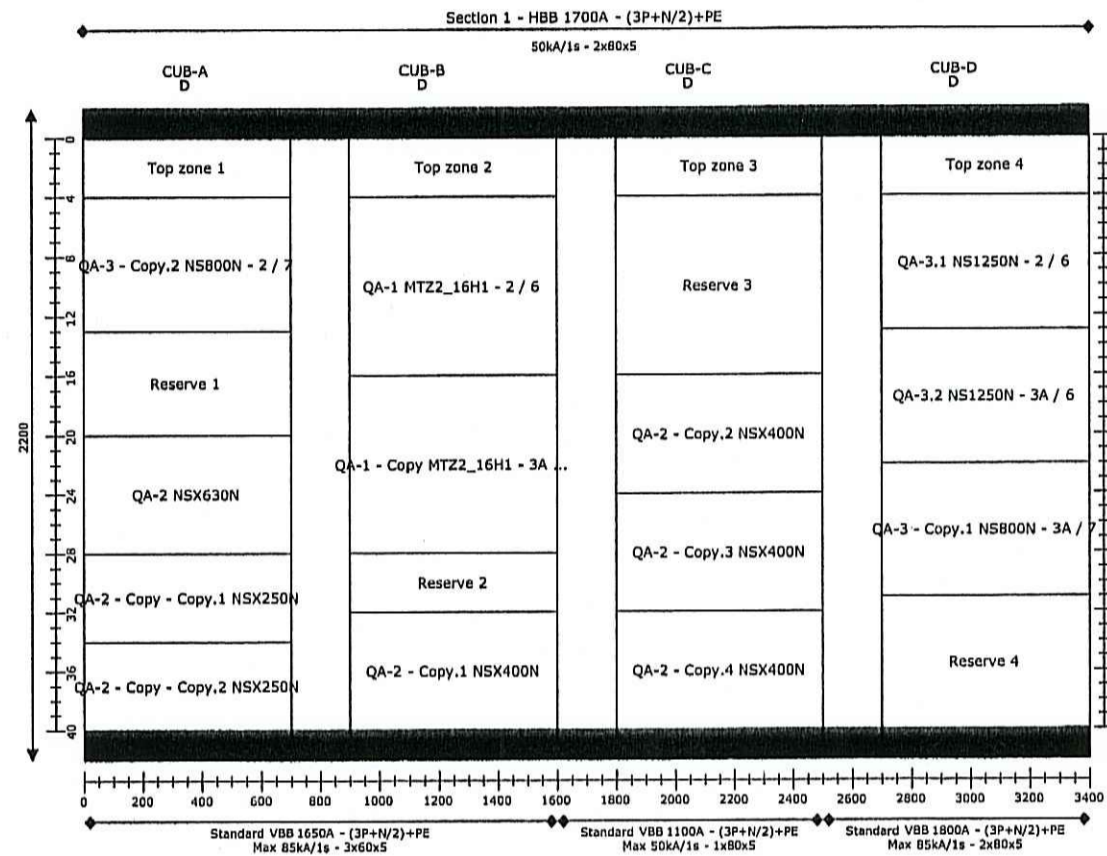 Section 1 - HBB 1700A - (3P+N/2)+PE
50kA/1s - 2x80x5
CUB-A
D
CUB-B
D
CUB-C
D
CUB-D
D
2200
0
4
8
12
16
20
24
28
32
36
40
Top zone 1
QA-3 - Copy.2 NS800N - 2 / 7
Reserve 1
QA-2 NSX630N
QA-2 - Copy - Copy.1 NSX250N
QA-2 - Copy - Copy.2 NSX250N
Top zone 2
QA-1 MTZ2_16H1 - 2 / 6
QA-1 - Copy MTZ2_16H1 - 3A ...
Reserve 2
QA-2 - Copy.1 NSX400N
Top zone 3
Reserve 3
QA-2 - Copy.2 NSX400N
QA-2 - Copy.3 NSX400N
QA-2 - Copy.4 NSX400N
Top zone 4
QA-3.1 NS1250N - 2 / 6
QA-3.2 NS1250N - 3A / 6
QA-3 - Copy.1 NS800N - 3A / 7
Reserve 4
0 200 400 600 800 1000 1200 1400 1600 1800 2000 2200 2400 2600 2800 3000 3200 3400
Standard VBB 1650A - (3P+N/2)+PE
Max 85kA/1s - 3x60x5
Standard VBB 1100A - (3P+N/2)+PE
Max 50kA/1s - 1x80x5
Standard VBB 1800A - (3P+N/2)+PE
Max 85kA/1s - 2x80x5